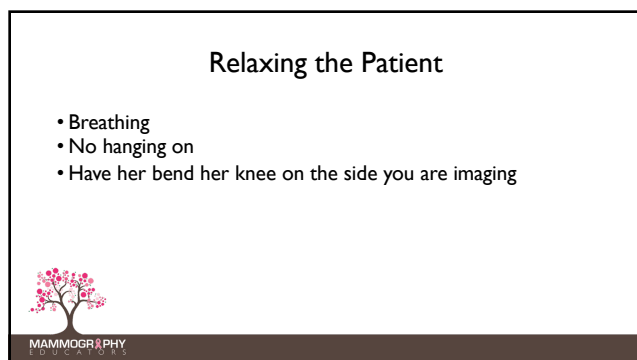 Relaxing the Patient
• Breathing
• No hanging on
• Have her bend her knee on the side you are imaging
MAMMOGRAPHY
EDUCATORS